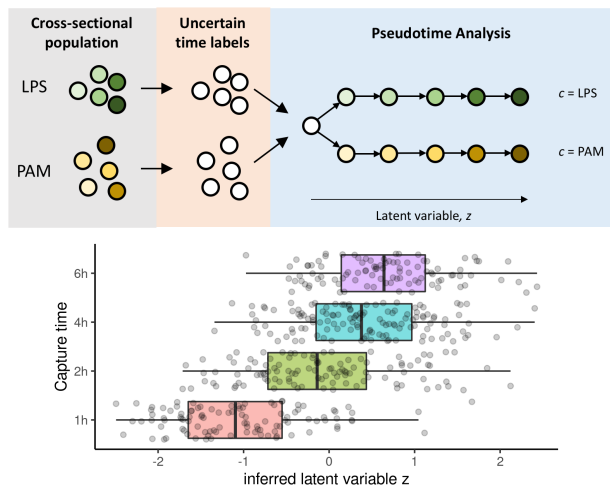 Cross-sectional
population
Uncertain
time labels
Pseudotime Analysis
LPS
c = LPS
PAM
c = PAM
Latent variable, z
Capture time
6h
4h
2h
1h
-2 -1 0 1 2
inferred latent variable z